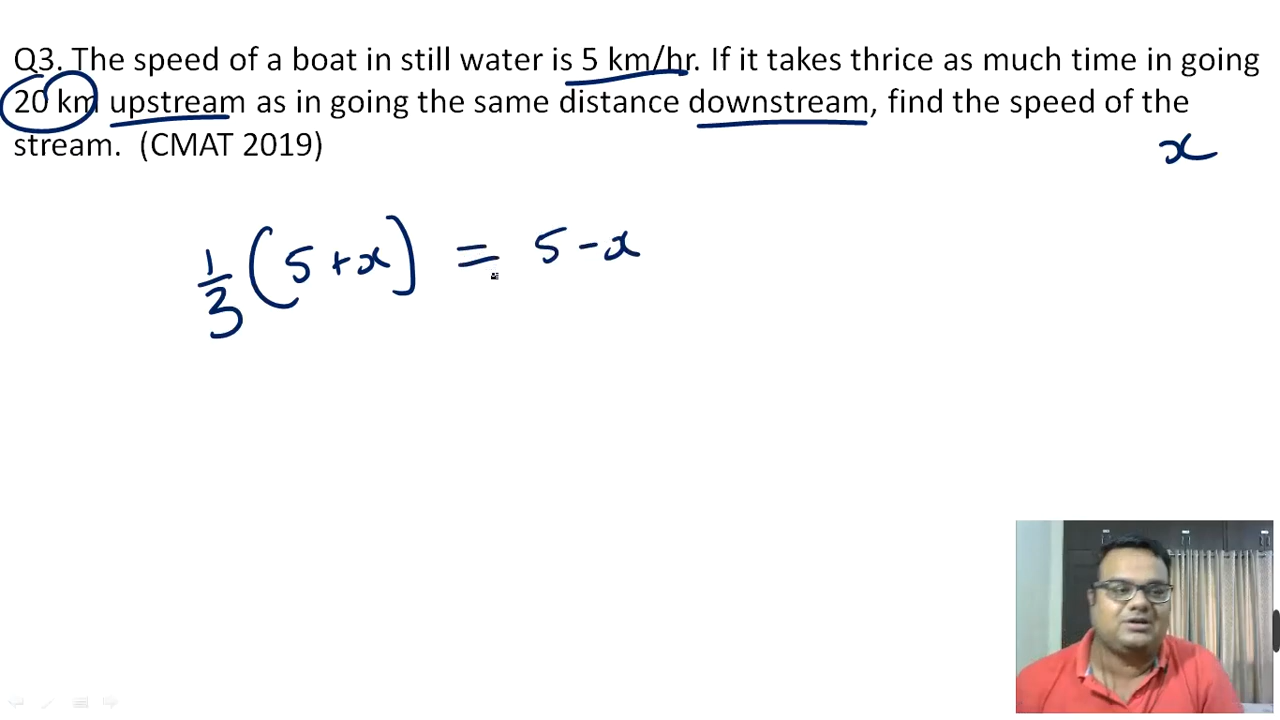 Q3. The speed of a boat in still water is 5 km/hr. If it takes thrice as much time in going
20 km upstream as in going the same distance downstream, find the speed of the
stream. (CMAT 2019)
x
1/3 (5 + x) = 5 - x